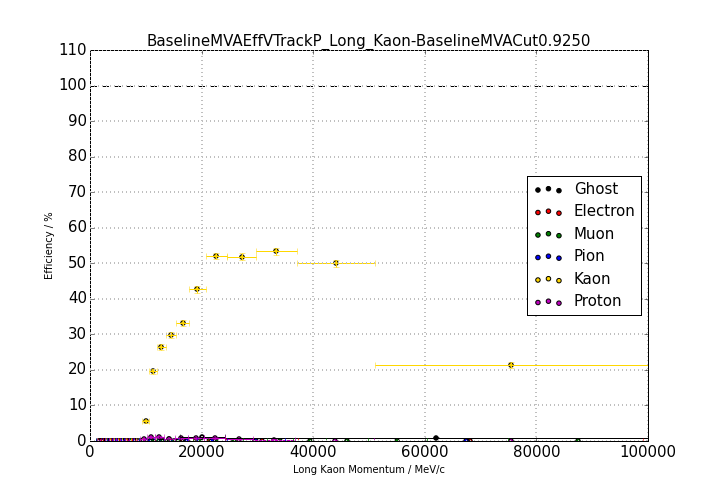 BaselineMVAEffVTrackP_Long_Kaon-BaselineMVACut0.9250
110
100
90
80
70
60
50
40
30
20
10
0
Efficiency / %
Ghost
Electron
Muon
Pion
Kaon
Proton
0 20000 40000 60000 80000 100000
Long Kaon Momentum / MeV/c